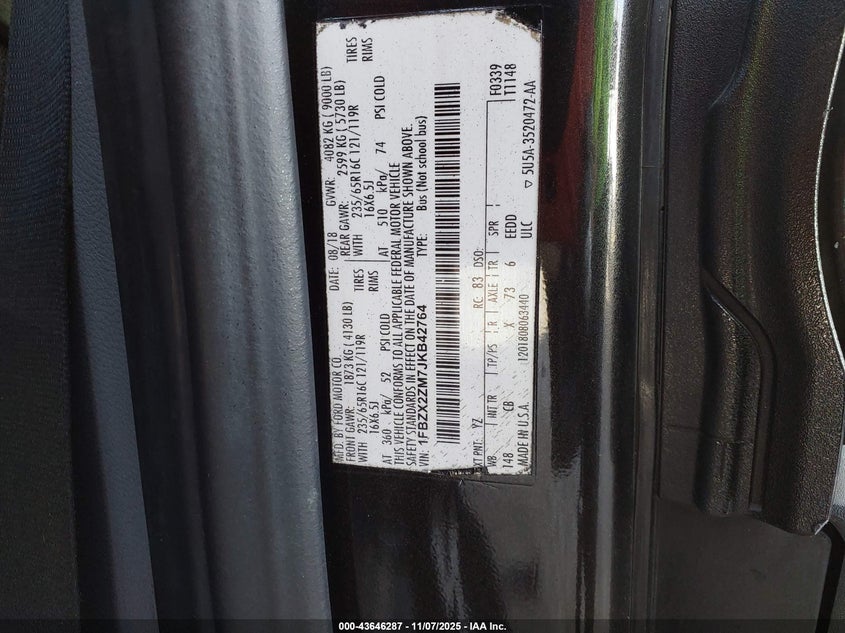 MFD. BY FORD MOTOR CO.
DATE: 08/18 GVWR: 4082 KG ( 9000 LB)
FRONT GAWR: 1873 KG ( 4130 LB) REAR GAWR: 2599 KG ( 5730 LB)
WITH 235/65R16C 121/119R TIRES WITH 235/65R16C 121/119R TIRES
16X6.5J RIMS 16X6.5J RIMS
AT 360 kPa/ 52 PSI COLD AT 510 kPa/ 74 PSI COLD
THIS VEHICLE CONFORMS TO ALL APPLICABLE FEDERAL MOTOR VEHICLE
SAFETY STANDARDS IN EFFECT ON THE DATE OF MANUFACTURE SHOWN ABOVE.
VIN: 1FBZX2ZM7JKB42764 TYPE: Bus (Not school bus)
EXT PNT: YZ RC: 83 DSO: F0339
WB INT TR TP/PS R AXLE TR SPR T1148
148 CB X 73 6 EEDD
MADE IN U.S.A. 1201808063440 ULC
5U5A-3520472-AA
000-43646287 - 11/07/2025 - IAA Inc.